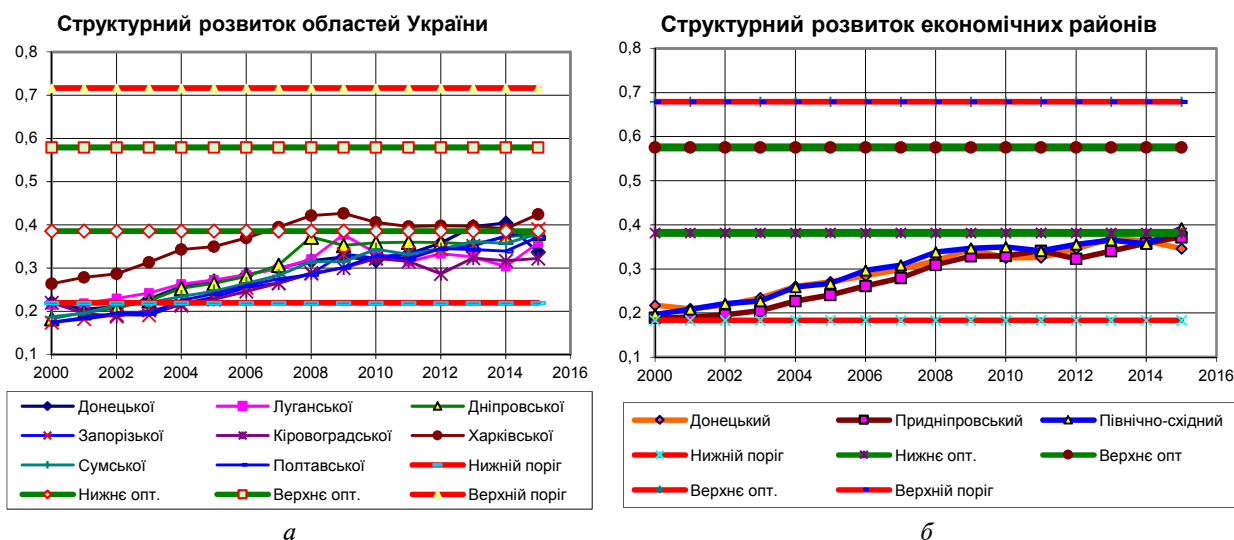 Структурний розвиток областей України
0,8
0,7
0,6
0,5
0,4
0,3
0,2
0,1
2000 2002 2004 2006 2008 2010 2012 2014 2016
Донецької Луганської Дніпровської
Запорізької Кіровоградської Харківської
Сумської Полтавської Нижній поріг
Нижнє опт. Верхнє опт. Верхній поріг
а
Структурний розвиток економічних районів
0,8
0,7
0,6
0,5
0,4
0,3
0,2
0,1
2000 2002 2004 2006 2008 2010 2012 2014 2016
Донецький Придніпровський Північно-східний
Нижній поріг Нижнє опт. Верхнє опт
Верхнє опт. Верхній поріг
б